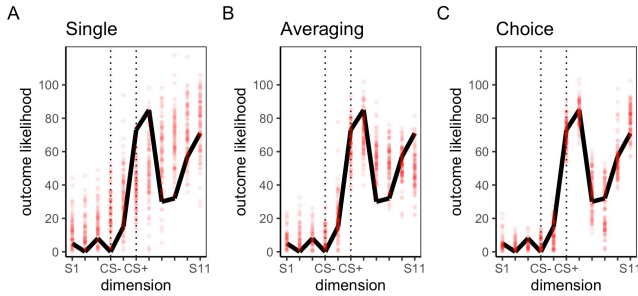 A
Single
outcome likelihood
100
80
60
40
20
0
S1
CS-
CS+
S11
dimension
B
Averaging
outcome likelihood
100
80
60
40
20
0
S1
CS-
CS+
S11
dimension
C
Choice
outcome likelihood
100
80
60
40
20
0
S1
CS-
CS+
S11
dimension